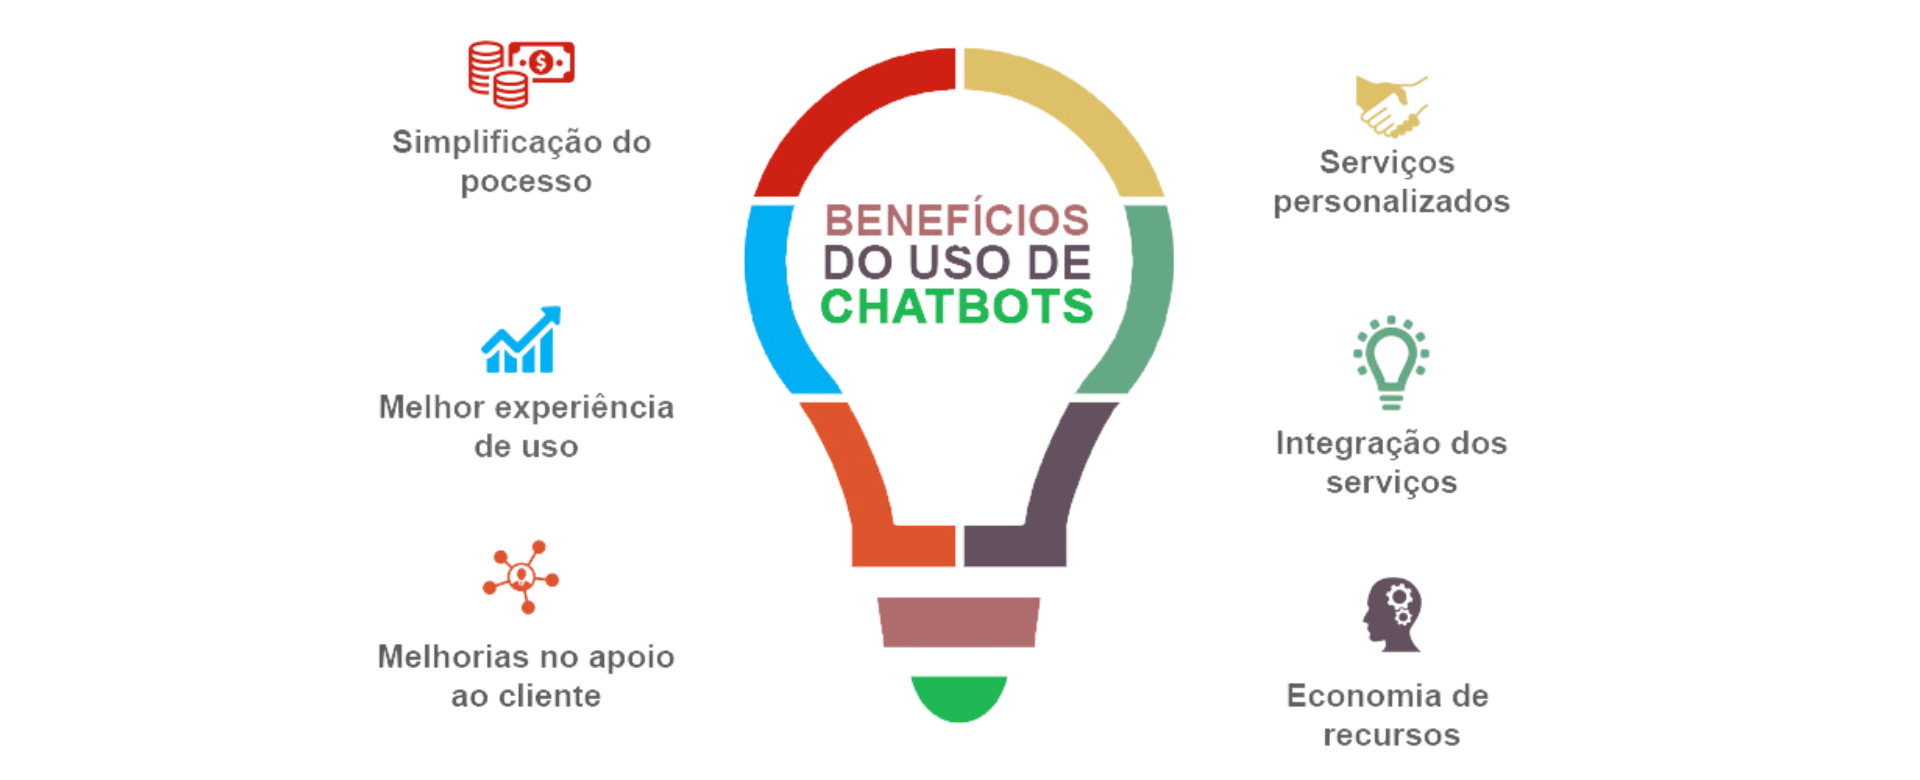 Simplificação do
pocesso
Melhor experiência
de uso
Melhorias no apoio
ao cliente
BENEFÍCIOS
DO USO DE
CHATBOTS
Serviços
personalizados
Integração dos
serviços
Economia de
recursos